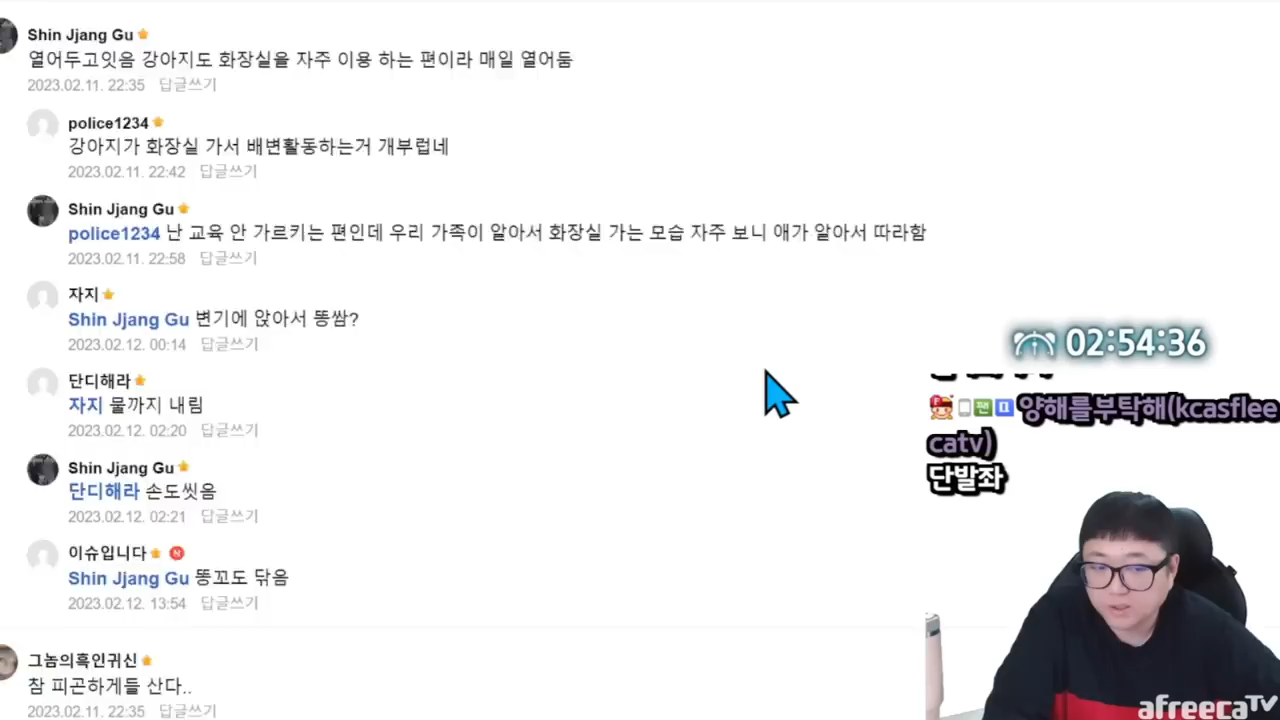 Shin Jjang Gu
열어두고잇음 강아지도 화장실을 자주 이용 하는 편이라 매일 열어둠
2023.02.11. 22:35 답글쓰기
police1234
강아지가 화장실 가서 배변활동하는거 개부럽네
2023.02.11. 22:42 답글쓰기
Shin Jjang Gu
police1234 난 교육 안 가르키는 편인데 우리 가족이 알아서 화장실 가는 모습 자주 보니 애가 알아서 따라함
2023.02.11. 22:58 답글쓰기
자지
Shin Jjang Gu 변기에 앉아서 똥쌈?
2023.02.12. 00:14 답글쓰기
단디해라
자지 물까지 내림
2023.02.12. 02:20 답글쓰기
Shin Jjang Gu
단디해라 손도씻음
2023.02.12. 02:21 답글쓰기
이슈입니다 N
Shin Jjang Gu 똥꼬도 닦음
2023.02.12. 13:54 답글쓰기
그놈의흑인귀신
참 피곤하게들 산다..
2023.02.11. 22:35 답글쓰기
02:54:36
팬 양해를부탁해(kcasflee
catv)
단발좌
afreecaTV